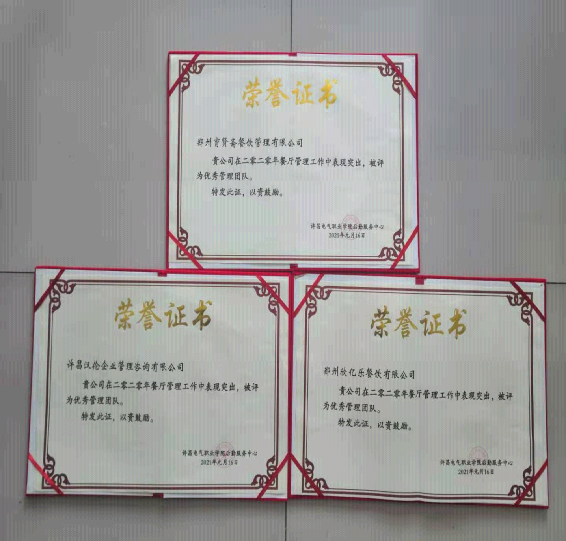 荣誉证书
郑州育贤斋餐饮管理有限公司
贵公司在二零二零年餐厅管理工作中表现突出，被评
为优秀管理团队。
特发此证，以资鼓励。
许昌电气职业学院后勤服务中心
2021年元月16日
荣誉证书
许昌汉沦企业管理咨询有限公司
贵公司在二零二零年餐厅管理工作中表现突出，被评
为优秀管理团队。
特发此证，以资鼓励。
许昌电气职业学院后勤服务中心
2021年元月16日
荣誉证书
郑州欣亿乐餐饮有限公司
贵公司在二零二零年餐厅管理工作中表现突出，被评
为优秀管理团队。
特发此证，以资鼓励。
许昌电气职业学院后勤服务中心
2021年元月16日